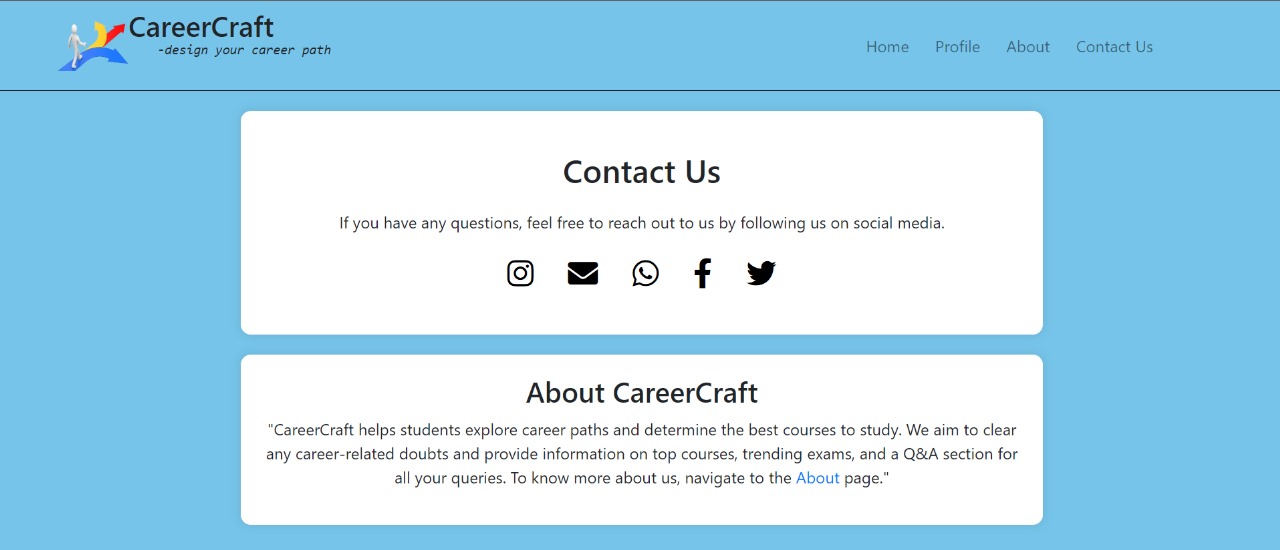 CareerCraft
-design your career path
Home Profile About Contact Us
Contact Us
If you have any questions, feel free to reach out to us by following us on social media.
About CareerCraft
"CareerCraft helps students explore career paths and determine the best courses to study. We aim to clear
any career-related doubts and provide information on top courses, trending exams, and a Q&A section for
all your queries. To know more about us, navigate to the About page."